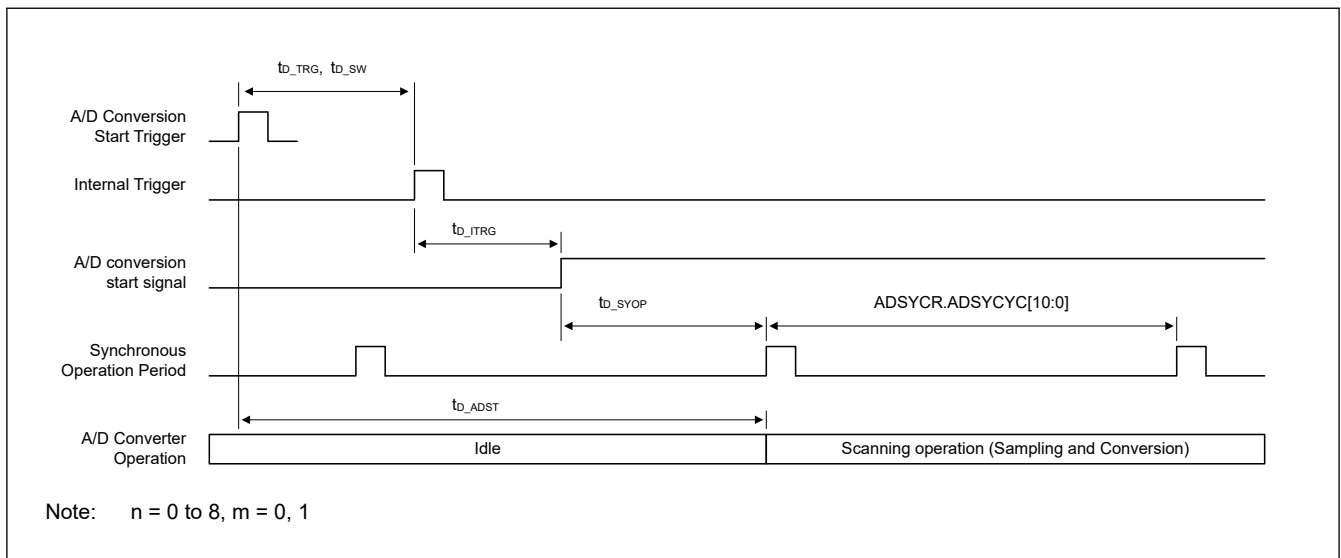 tD_TRG, tD_SW
A/D Conversion
Start Trigger
Internal Trigger
tD_ITRG
A/D conversion
start signal
tD_SYOP
ADSYCR.ADSYCYC[10:0]
Synchronous
Operation Period
tD_ADST
A/D Converter
Operation
Idle
Scanning operation (Sampling and Conversion)
Note: n = 0 to 8, m = 0, 1